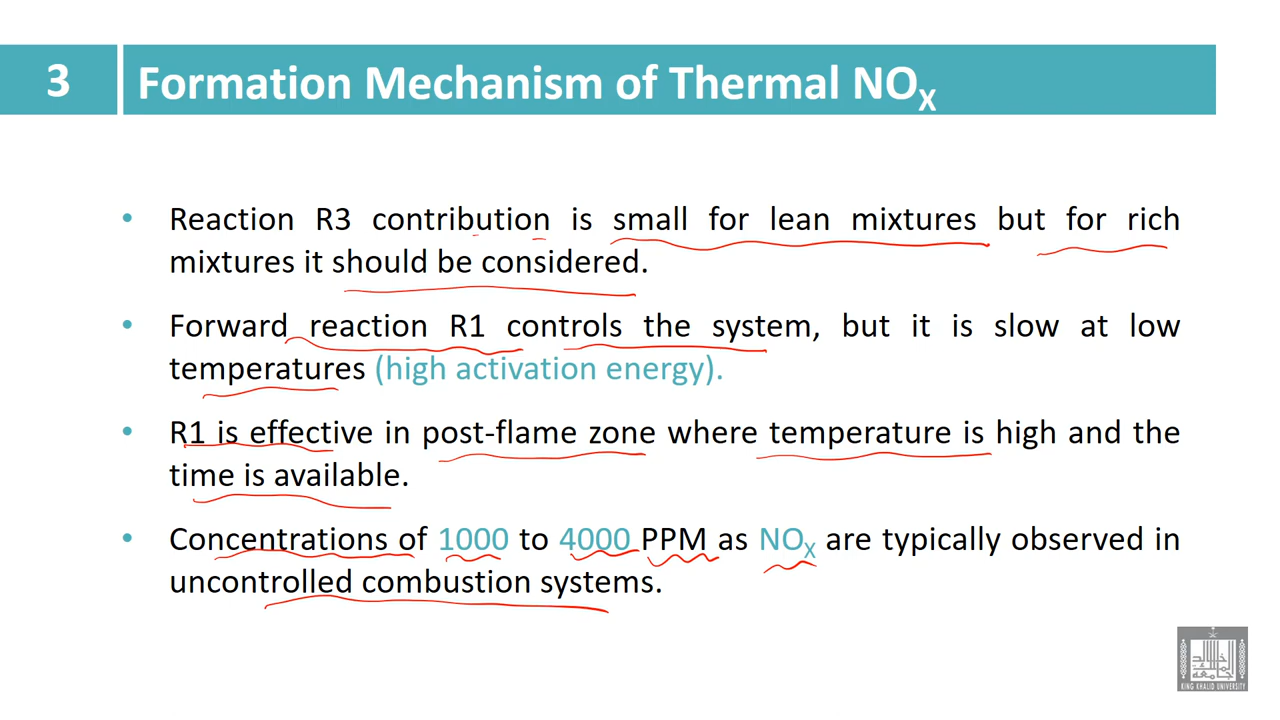 3
Formation Mechanism of Thermal NOX
• Reaction R3 contribution is small for lean mixtures but for rich
mixtures it should be considered.
• Forward reaction R1 controls the system, but it is slow at low
temperatures (high activation energy).
• R1 is effective in post-flame zone where temperature is high and the
time is available.
• Concentrations of 1000 to 4000 PPM as NOX are typically observed in
uncontrolled combustion systems.
KING KHALID UNIVERSITY